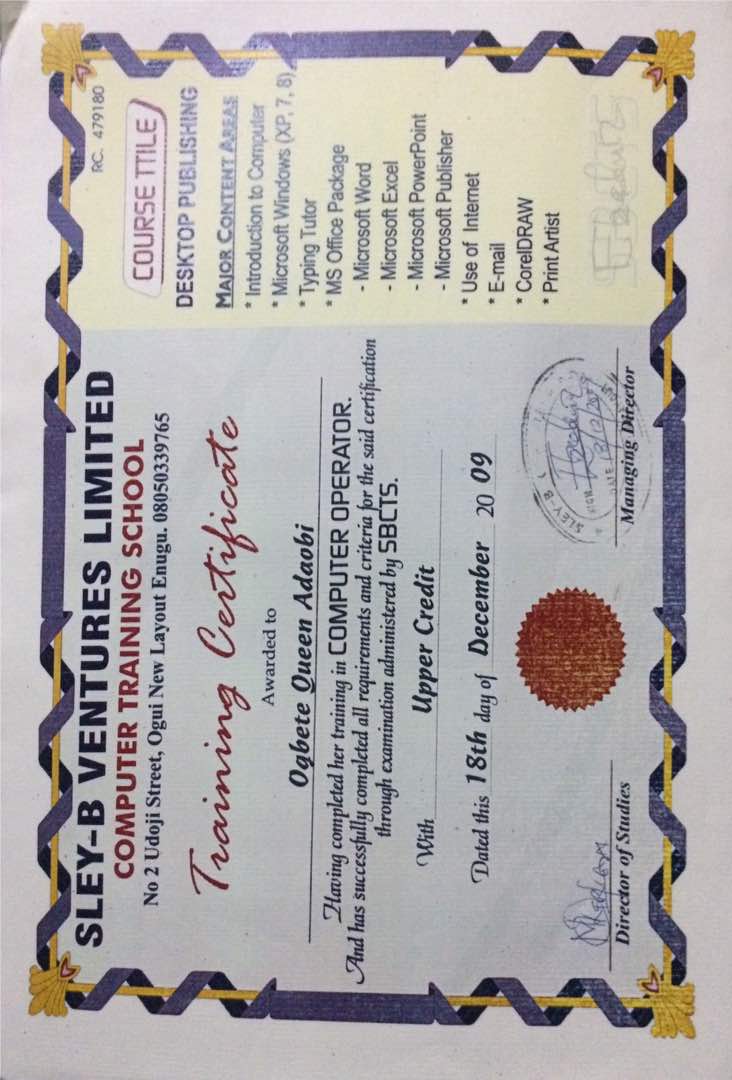 SLEY-B VENTURES LIMITED
COMPUTER TRAINING SCHOOL
No 2 Udoji Street, Ogui New Layout Enugu. 08050339765
Training Certificate
Awarded to
Ogbete Queen Adaobi
Having completed her training in COMPUTER OPERATOR.
And has successfully completed all requirements and criteria for the said certification
through examination administered by SBCTS.
With Upper Credit
Dated this 18th day of December 2009
Director of Studies
SLEY-B
SIGN
DATE
Managing Director
RC. 479180
COURSE TTILE
DESKTOP PUBLISHING
MAJOR CONTENT AREAS
* Introduction to Computer
* Microsoft Windows (XP, 7, 8)
* Typing Tutor
* MS Office Package
- Microsoft Word
- Microsoft Excel
- Microsoft PowerPoint
- Microsoft Publisher
* Use of Internet
* E-mail
* CorelDRAW
* Print Artist